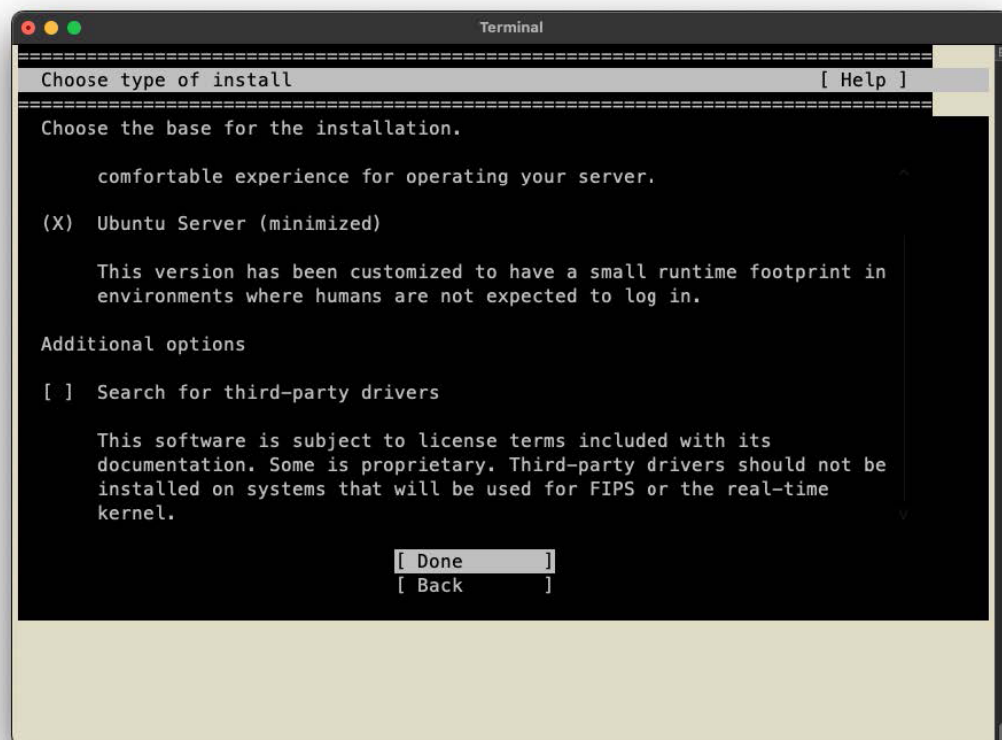 Terminal
================================================================================
Choose type of install [ Help ]
================================================================================
Choose the base for the installation.
comfortable experience for operating your server.
(X) Ubuntu Server (minimized)
This version has been customized to have a small runtime footprint in
environments where humans are not expected to log in.
Additional options
[ ] Search for third-party drivers
This software is subject to license terms included with its
documentation. Some is proprietary. Third-party drivers should not be
installed on systems that will be used for FIPS or the real-time
kernel.
[ Done ]
[ Back ]